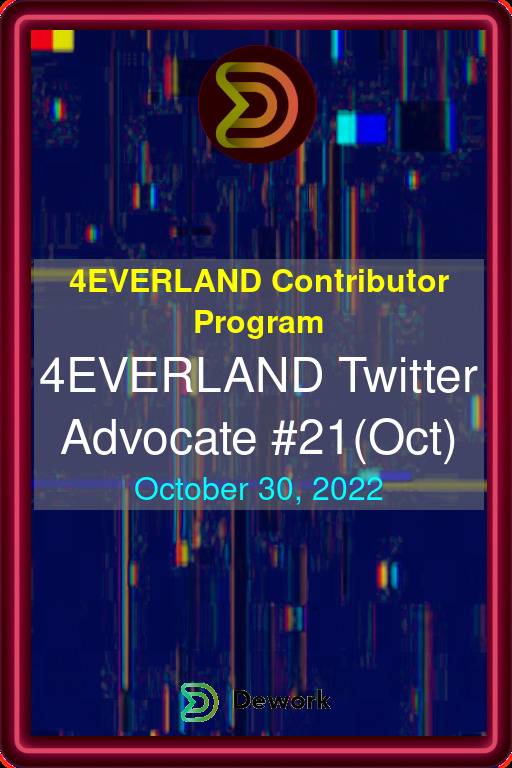 4EVERLAND Contributor
Program
4EVERLAND Twitter
Advocate #21(Oct)
October 30, 2022
Dework